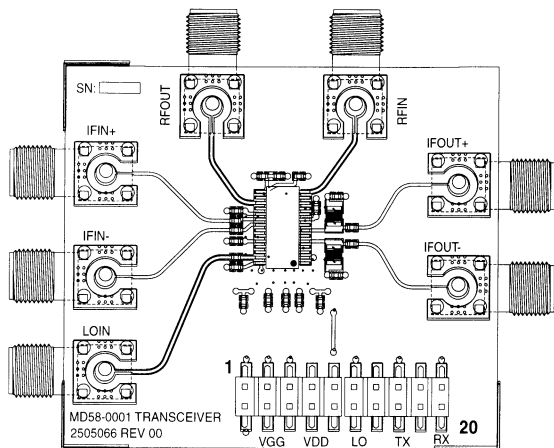 SN:
RFOUT
RFIN
IFIN+
IFOUT+
IFIN-
IFOUT-
LOIN
1
MD58-0001 TRANSCEIVER
2505066 REV 00
VGG VDD LO TX RX
20